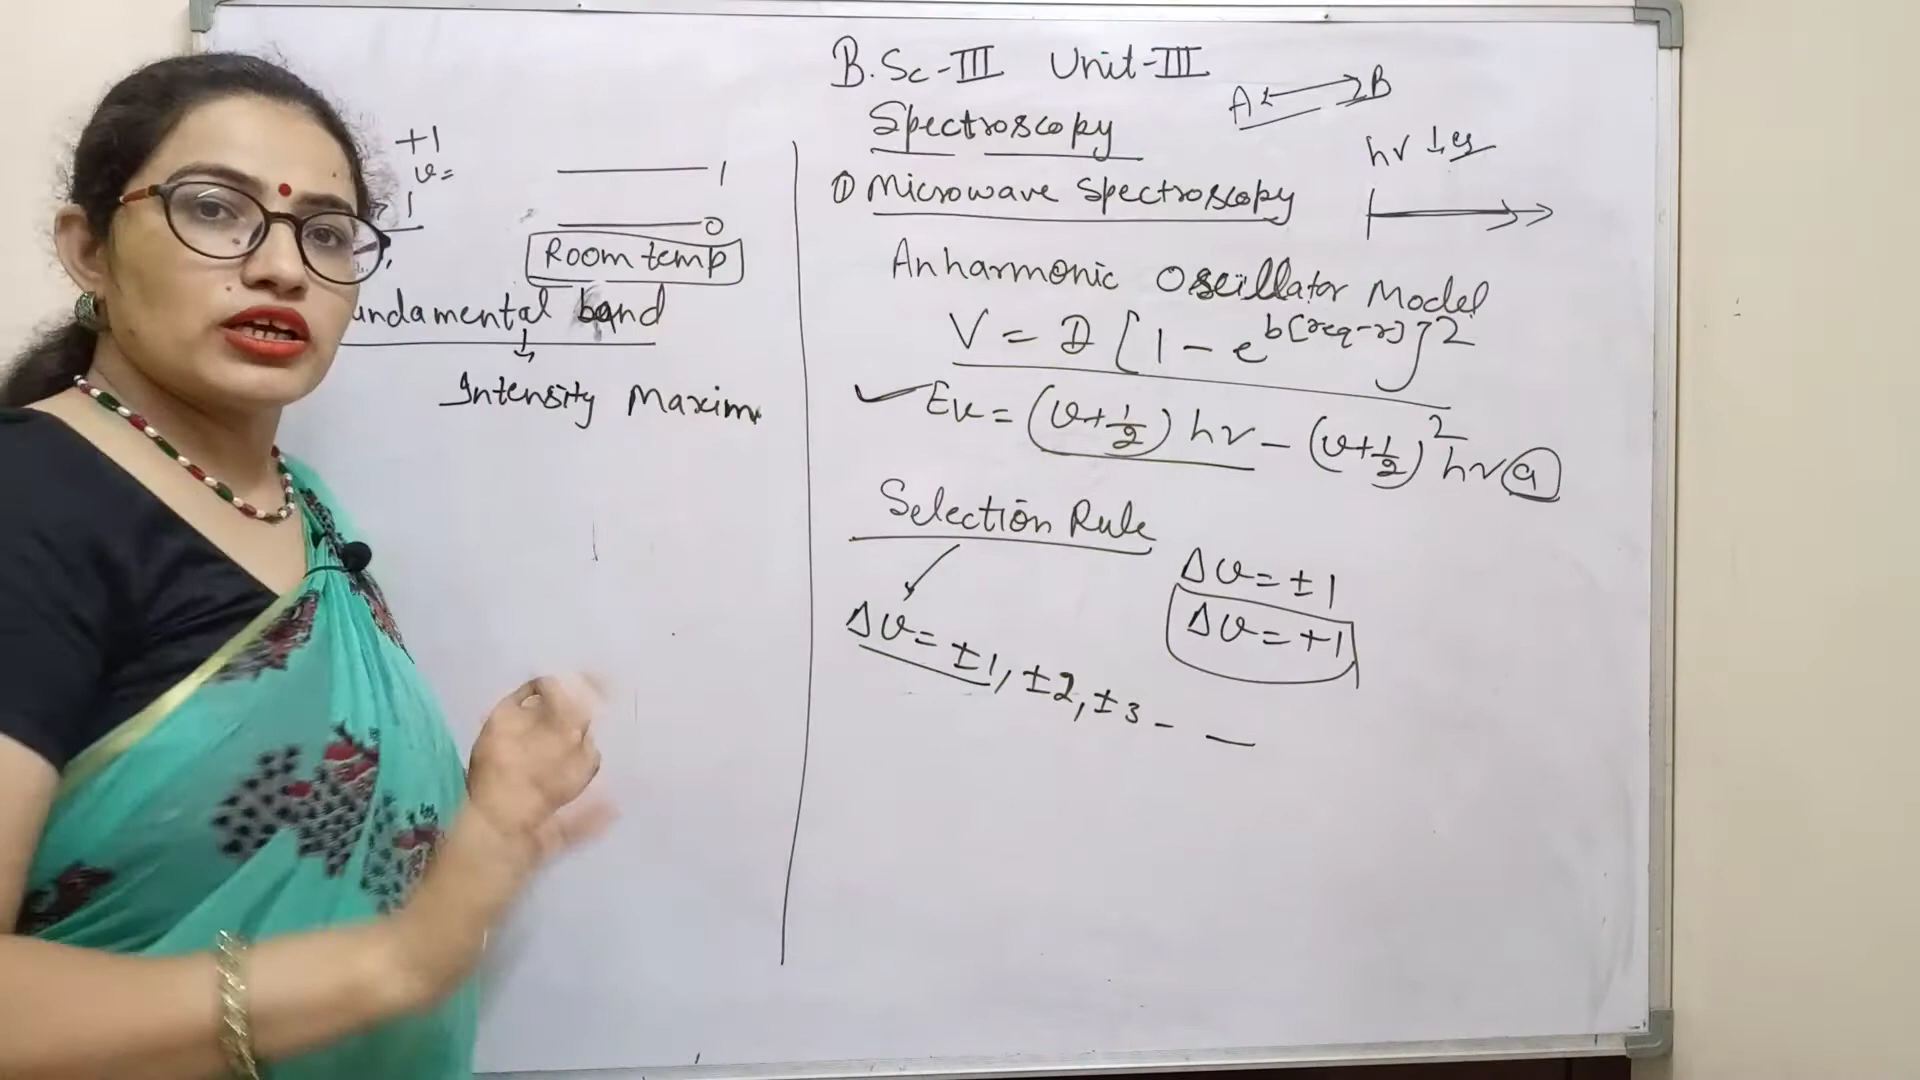 +1
v=
1
1
0
Room temp
undamental band
Intensity Maxim
B.Sc-III Unit-III
Spectroscopy
A B
① Microwave Spectroscopy
hν
Anharmonic Oscillator Model
V = D [1 - e^{b[req-r]}]²
Ev = (v+1/2) hν - (v+1/2)² hν a
Selection Rule
Δv = ±1
Δv = +1
Δv = ±1, ±2, ±3 - —